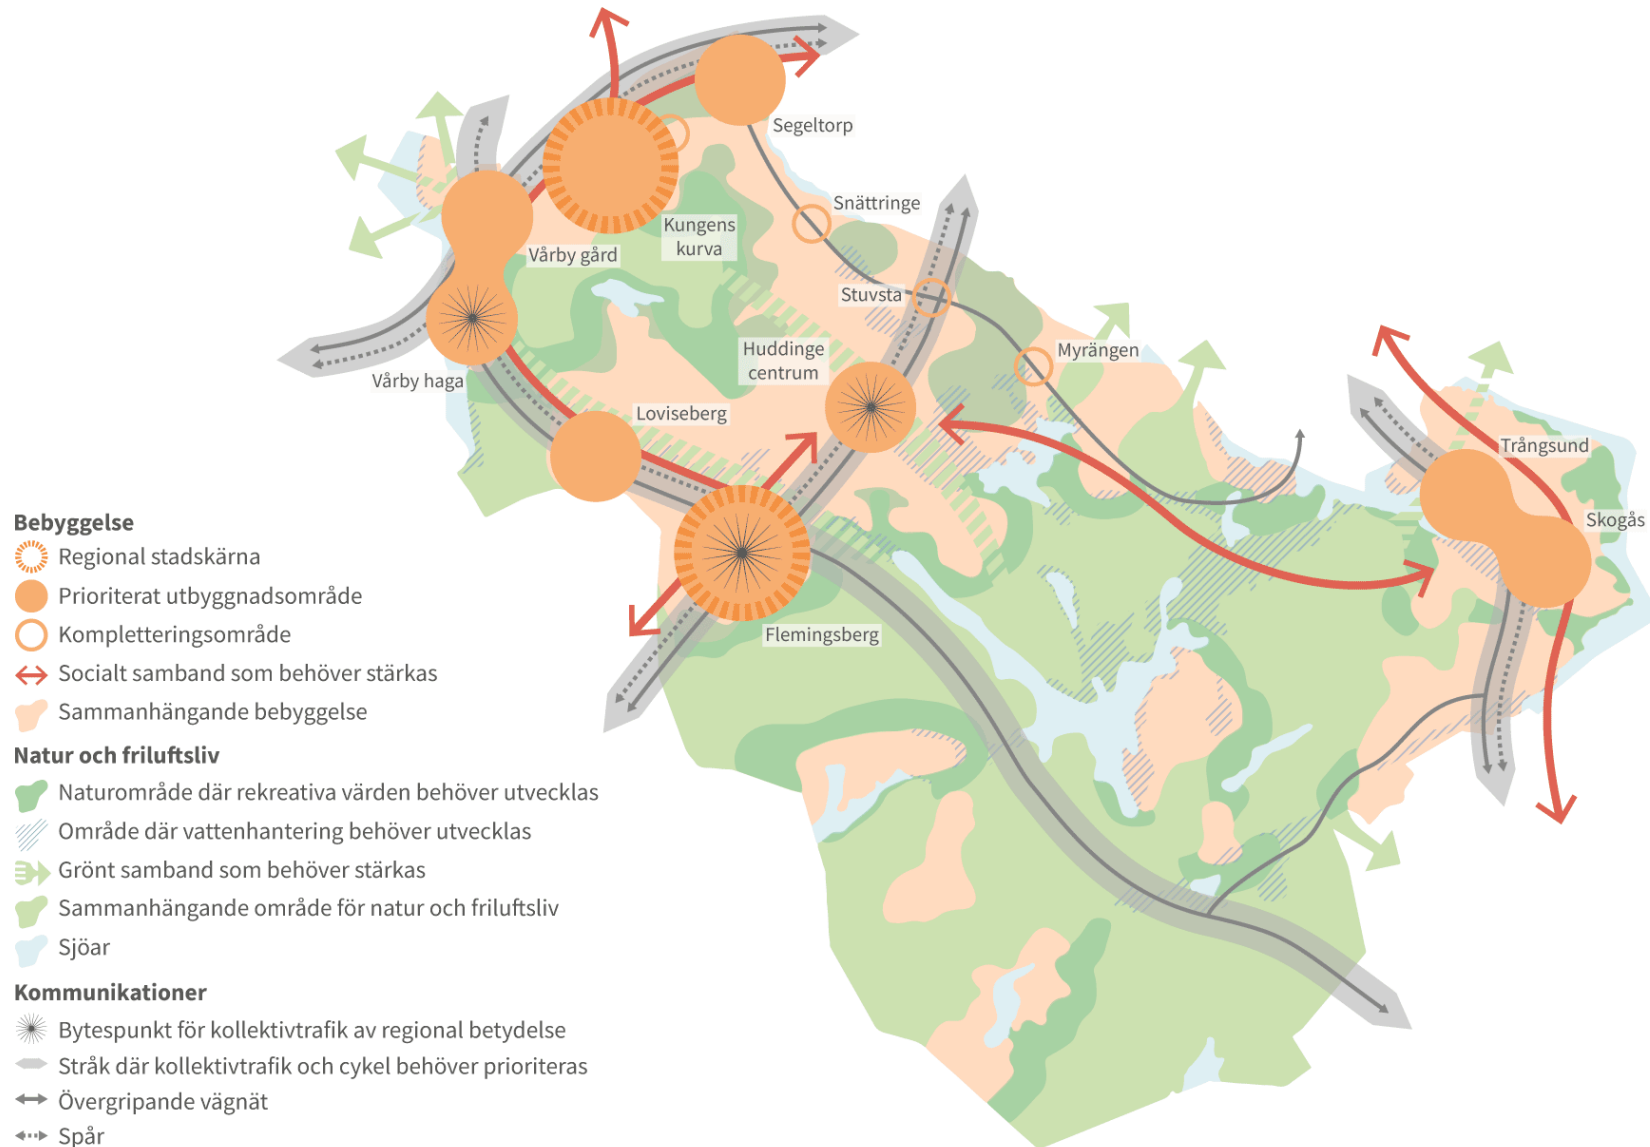 Segeltorp
Snättringe
Kungens
kurva
Vårby gård
Stuvsta
Huddinge
centrum
Myrängen
Vårby haga
Loviseberg
Trångsund
Skogås
Flemingsberg
Bebyggelse
Regional stadskärna
Prioriterat utbyggnadsområde
Kompletteringsområde
Socialt samband som behöver stärkas
Sammanhängande bebyggelse
Natur och friluftsliv
Naturområde där rekreativa värden behöver utvecklas
Område där vattenhantering behöver utvecklas
Grönt samband som behöver stärkas
Sammanhängande område för natur och friluftsliv
Sjöar
Kommunikationer
Bytespunkt för kollektivtrafik av regional betydelse
Stråk där kollektivtrafik och cykel behöver prioriteras
Övergripande vägnät
Spår